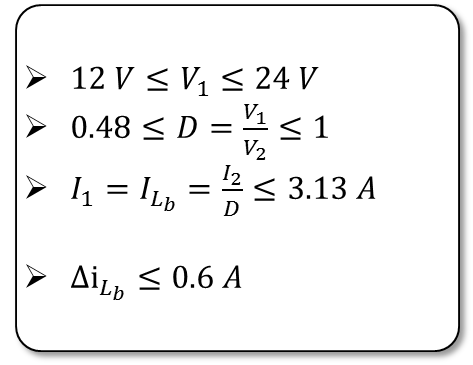 ➢ 12 V ≤ V₁ ≤ 24 V
➢ 0.48 ≤ D = V₁/V₂ ≤ 1
➢ I₁ = I_{L_b} = I₂/D ≤ 3.13 A
➢ Δi_{L_b} ≤ 0.6 A